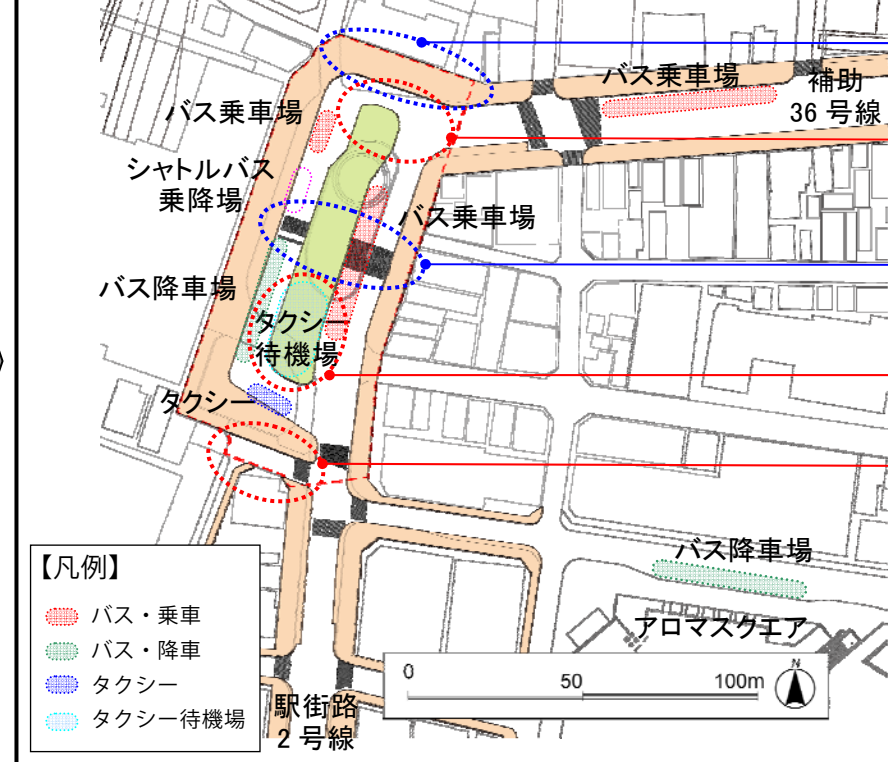 バス乗車場
補助
36 号線
バス乗車場
シャトルバス
乗降場
バス乗車場
バス降車場
タクシー
待機場
タクシー
バス降車場
アロマスクエア
【凡例】
バス・乗車
バス・降車
タクシー
タクシー待機場
駅街路
2 号線
0 50 100m
N